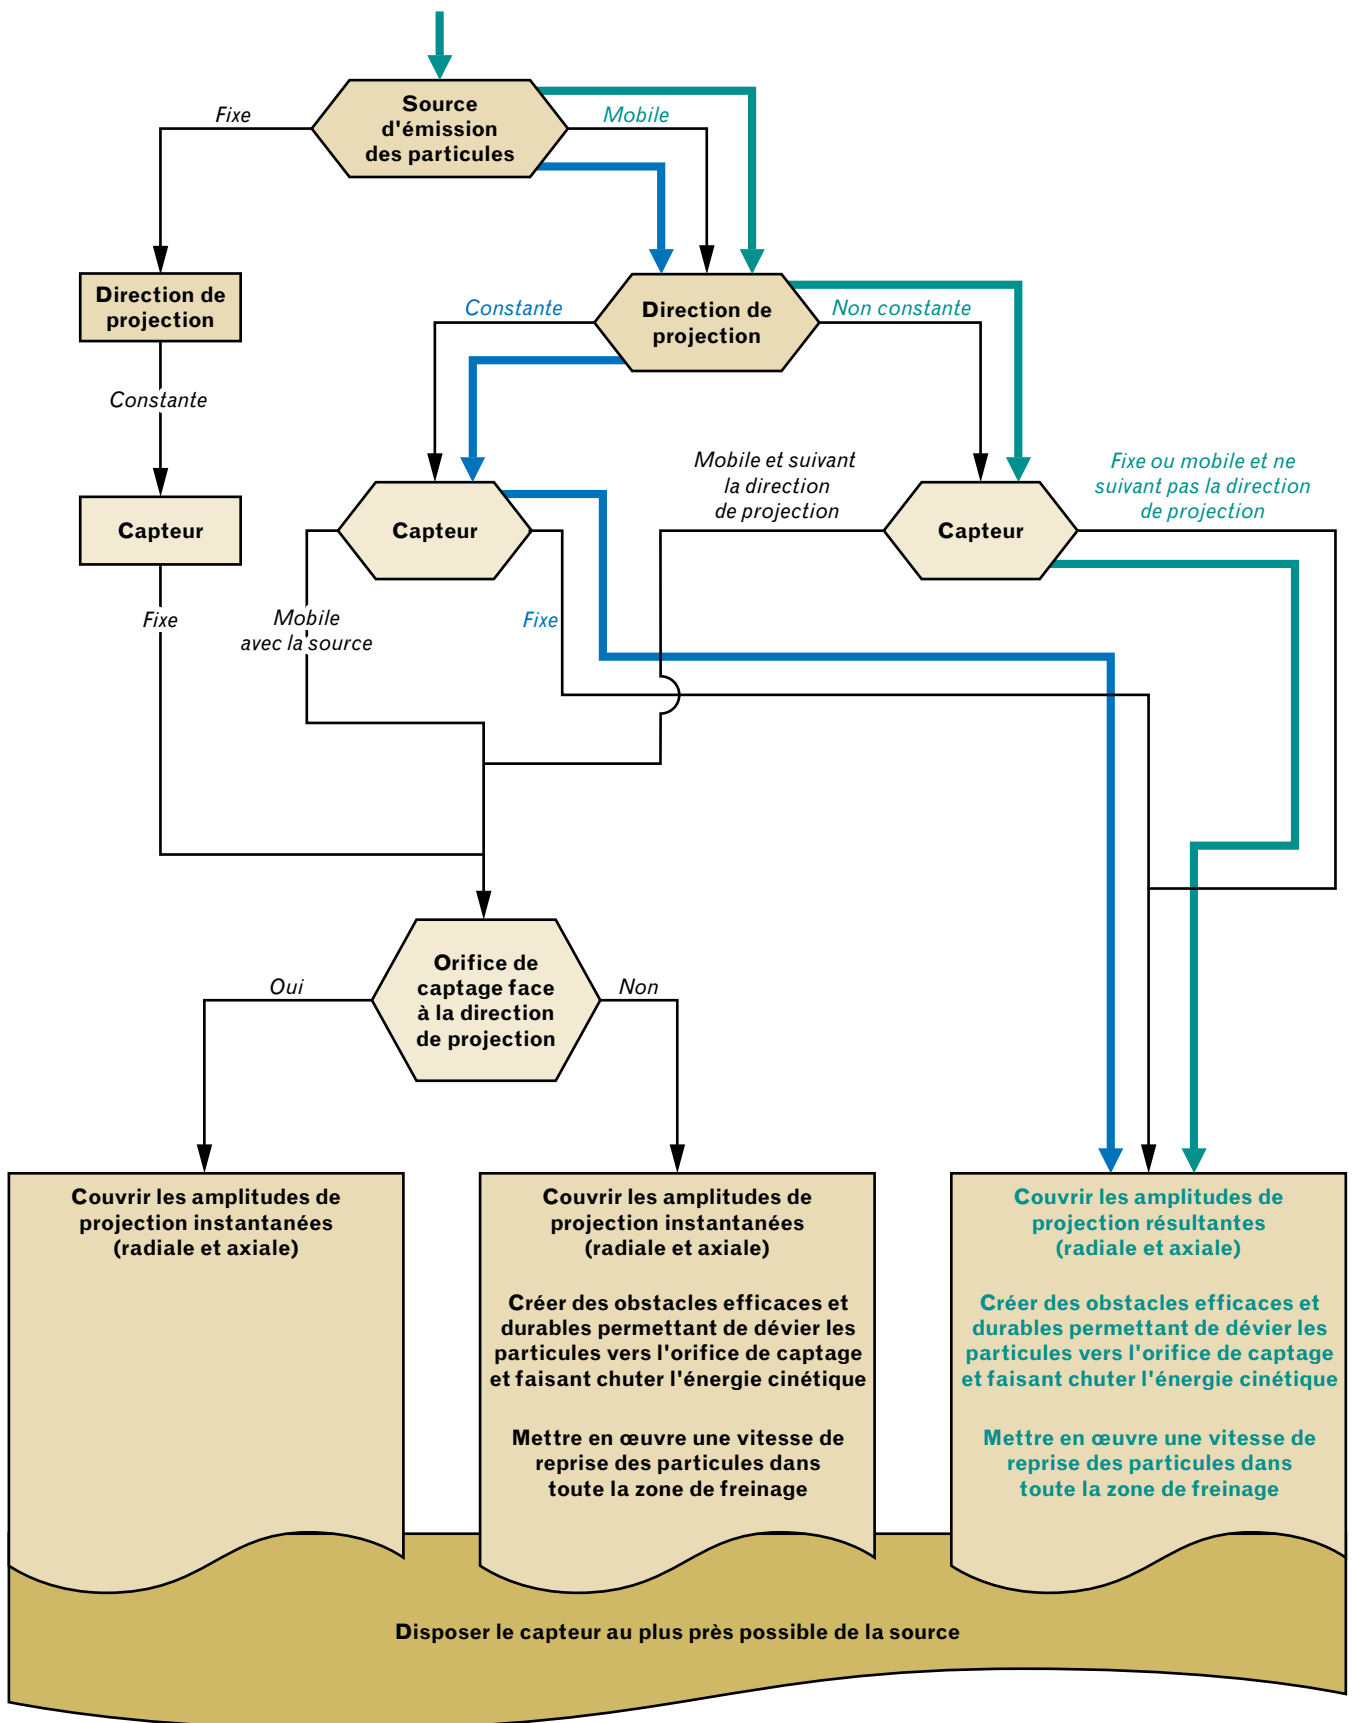 Source
d'émission
des particules
Fixe
Mobile
Direction de
projection
Direction de
projection
Constante
Non constante
Constante
Mobile et suivant
la direction
de projection
Fixe ou mobile et ne
suivant pas la direction
de projection
Capteur
Capteur
Capteur
Fixe
Mobile
avec la source
Fixe
Orifice de
captage face
à la direction
de projection
Oui
Non
Couvrir les amplitudes de
projection instantanées
(radiale et axiale)
Couvrir les amplitudes de
projection instantanées
(radiale et axiale)
Créer des obstacles efficaces et
durables permettant de dévier les
particules vers l'orifice de captage
et faisant chuter l'énergie cinétique
Mettre en œuvre une vitesse de
reprise des particules dans
toute la zone de freinage
Couvrir les amplitudes de
projection résultantes
(radiale et axiale)
Créer des obstacles efficaces et
durables permettant de dévier les
particules vers l'orifice de captage
et faisant chuter l'énergie cinétique
Mettre en œuvre une vitesse de
reprise des particules dans
toute la zone de freinage
Disposer le capteur au plus près possible de la source